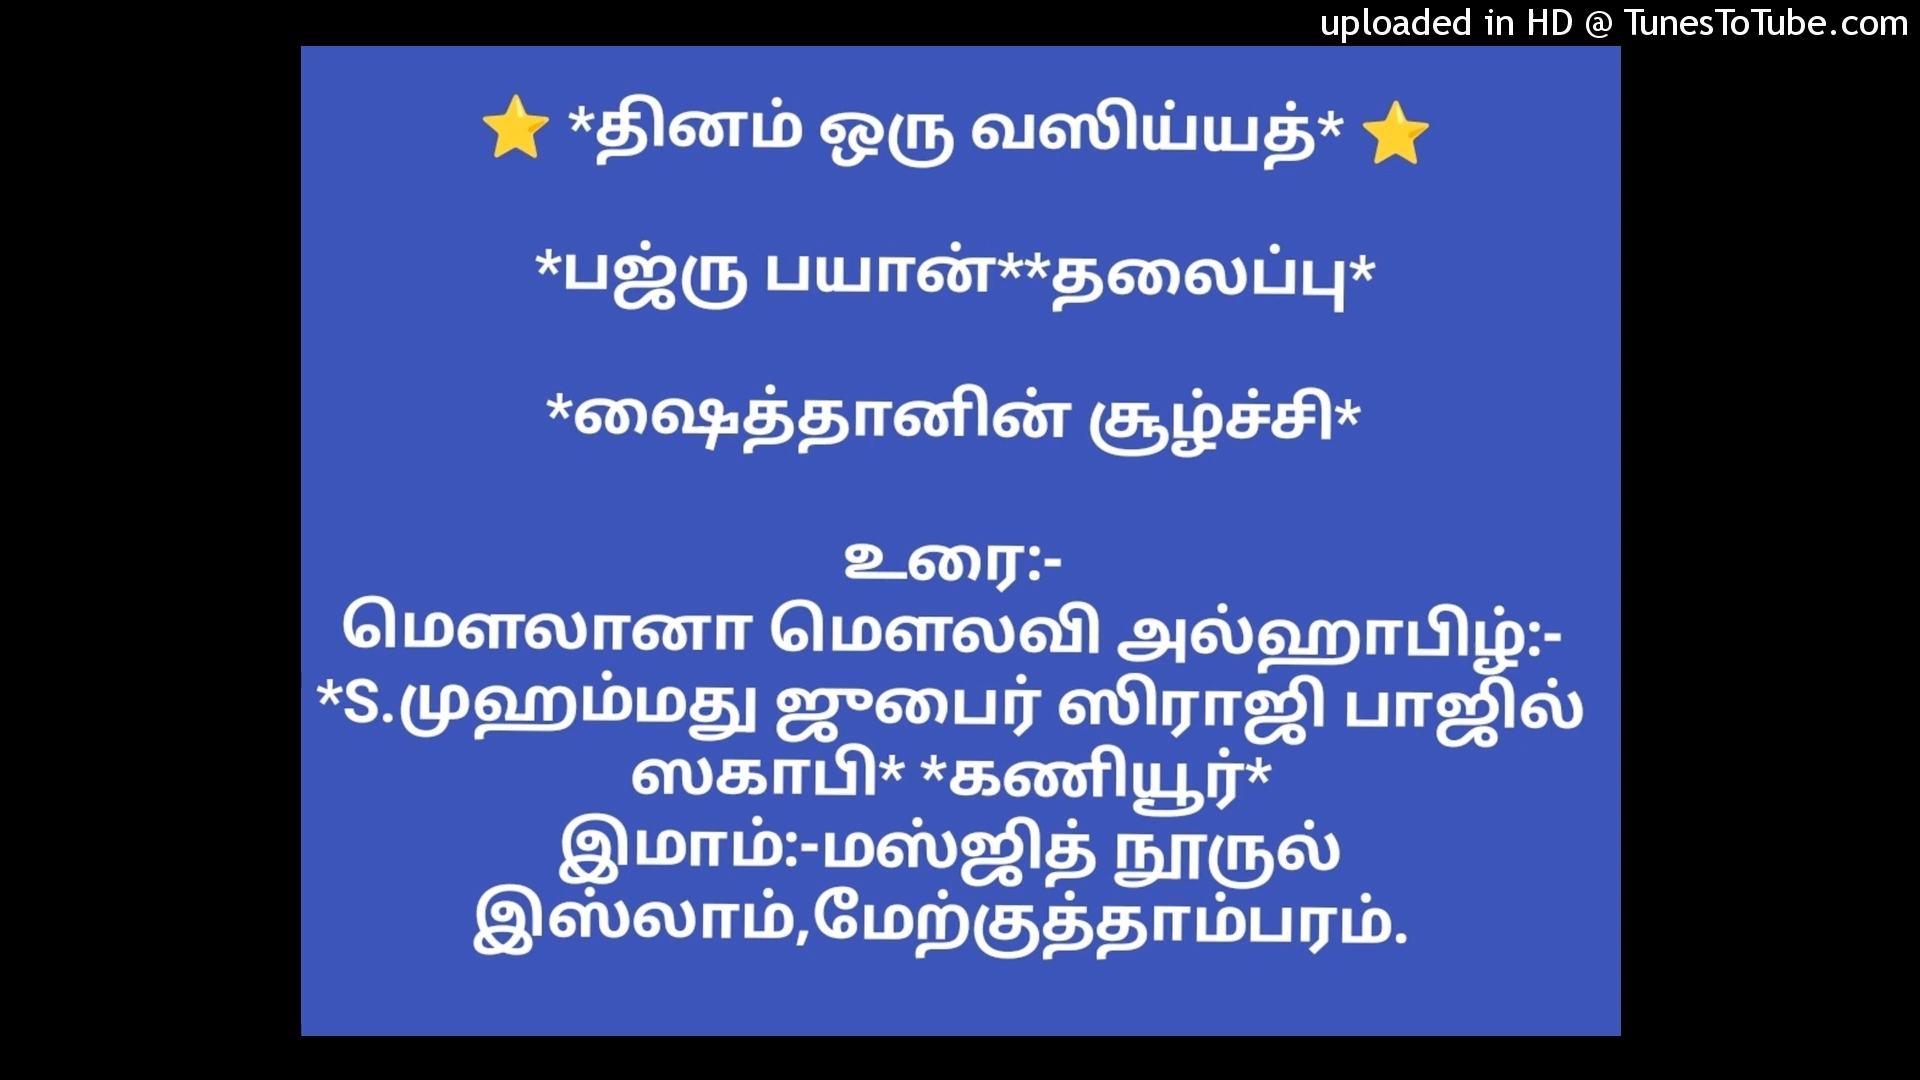 uploaded in HD @ TunesToTube.com
⭐ *தினம் ஒரு வஸிய்யத்* ⭐
*பஜ்ரு பயான்**தலைப்பு*
*ஷைத்தானின் சூழ்ச்சி*
உரை:-
மௌலானா மௌலவி அல்ஹாபிழ்:-
*S.முஹம்மது ஜுபைர் ஸிராஜி பாஜில்
ஸகாபி* *கணியூர்*
இமாம்:-மஸ்ஜித் நூருல்
இஸ்லாம்,மேற்குத்தாம்பரம்.